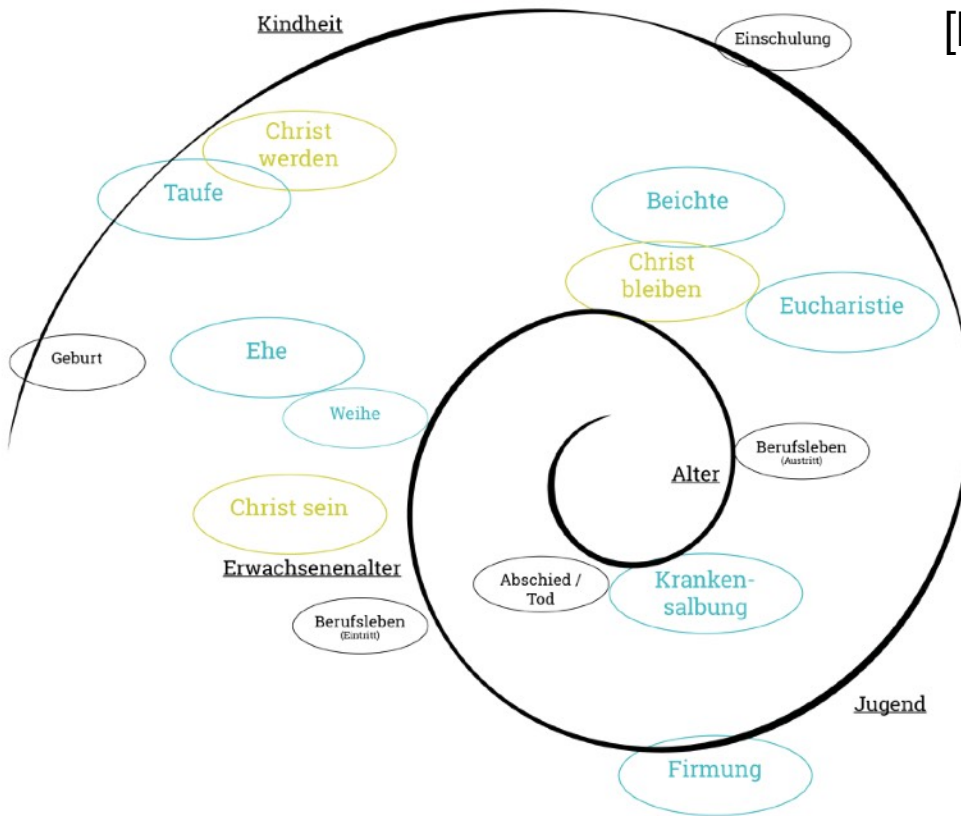 Kindheit
Einschulung
[
Christ
werden
Taufe
Beichte
Christ
bleiben
Eucharistie
Geburt
Ehe
Weihe
Berufsleben
(Austritt)
Alter
Christ sein
Erwachsenenalter
Abschied /
Tod
Kranken-
salbung
Berufsleben
(Eintritt)
Jugend
Firmung